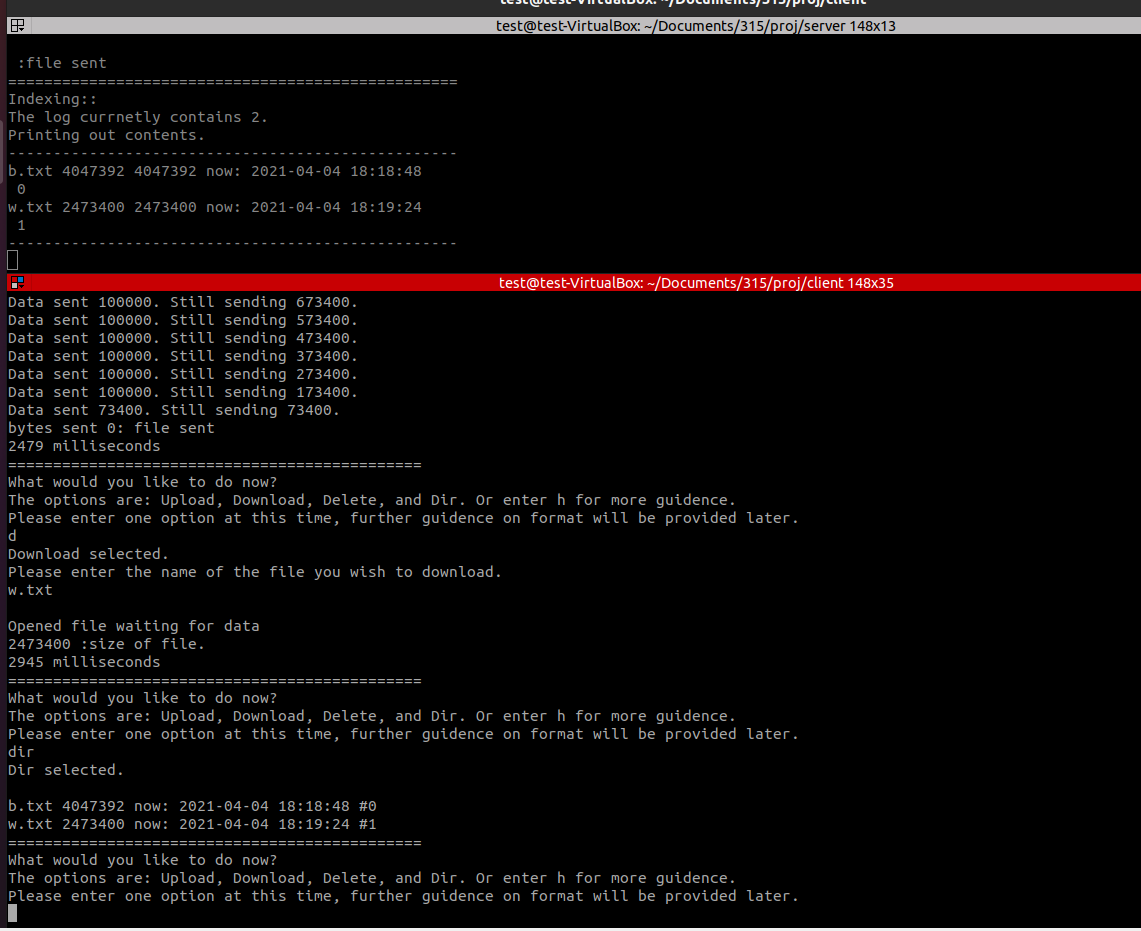 test@test-VirtualBox: ~/Documents/315/proj/client
test@test-VirtualBox: ~/Documents/315/proj/server 148x13
:file sent
==================================================
Indexing::
The log currnetly contains 2.
Printing out contents.
--------------------------------------------------
b.txt 4047392 4047392 now: 2021-04-04 18:18:48
0
w.txt 2473400 2473400 now: 2021-04-04 18:19:24
1
--------------------------------------------------
test@test-VirtualBox: ~/Documents/315/proj/client 148x35
Data sent 100000. Still sending 673400.
Data sent 100000. Still sending 573400.
Data sent 100000. Still sending 473400.
Data sent 100000. Still sending 373400.
Data sent 100000. Still sending 273400.
Data sent 100000. Still sending 173400.
Data sent 73400. Still sending 73400.
bytes sent 0: file sent
2479 milliseconds
==============================================
What would you like to do now?
The options are: Upload, Download, Delete, and Dir. Or enter h for more guidence.
Please enter one option at this time, further guidence on format will be provided later.
d
Download selected.
Please enter the name of the file you wish to download.
w.txt
Opened file waiting for data
2473400 :size of file.
2945 milliseconds
==============================================
What would you like to do now?
The options are: Upload, Download, Delete, and Dir. Or enter h for more guidence.
Please enter one option at this time, further guidence on format will be provided later.
dir
Dir selected.
b.txt 4047392 now: 2021-04-04 18:18:48 #0
w.txt 2473400 now: 2021-04-04 18:19:24 #1
==============================================
What would you like to do now?
The options are: Upload, Download, Delete, and Dir. Or enter h for more guidence.
Please enter one option at this time, further guidence on format will be provided later.